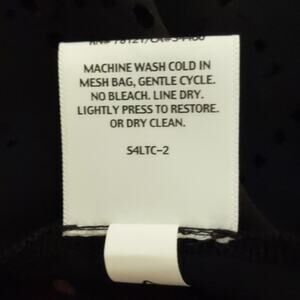 MACHINE WASH COLD IN
MESH BAG, GENTLE CYCLE.
NO BLEACH. LINE DRY.
LIGHTLY PRESS TO RESTORE.
OR DRY CLEAN.
S4LTC-2